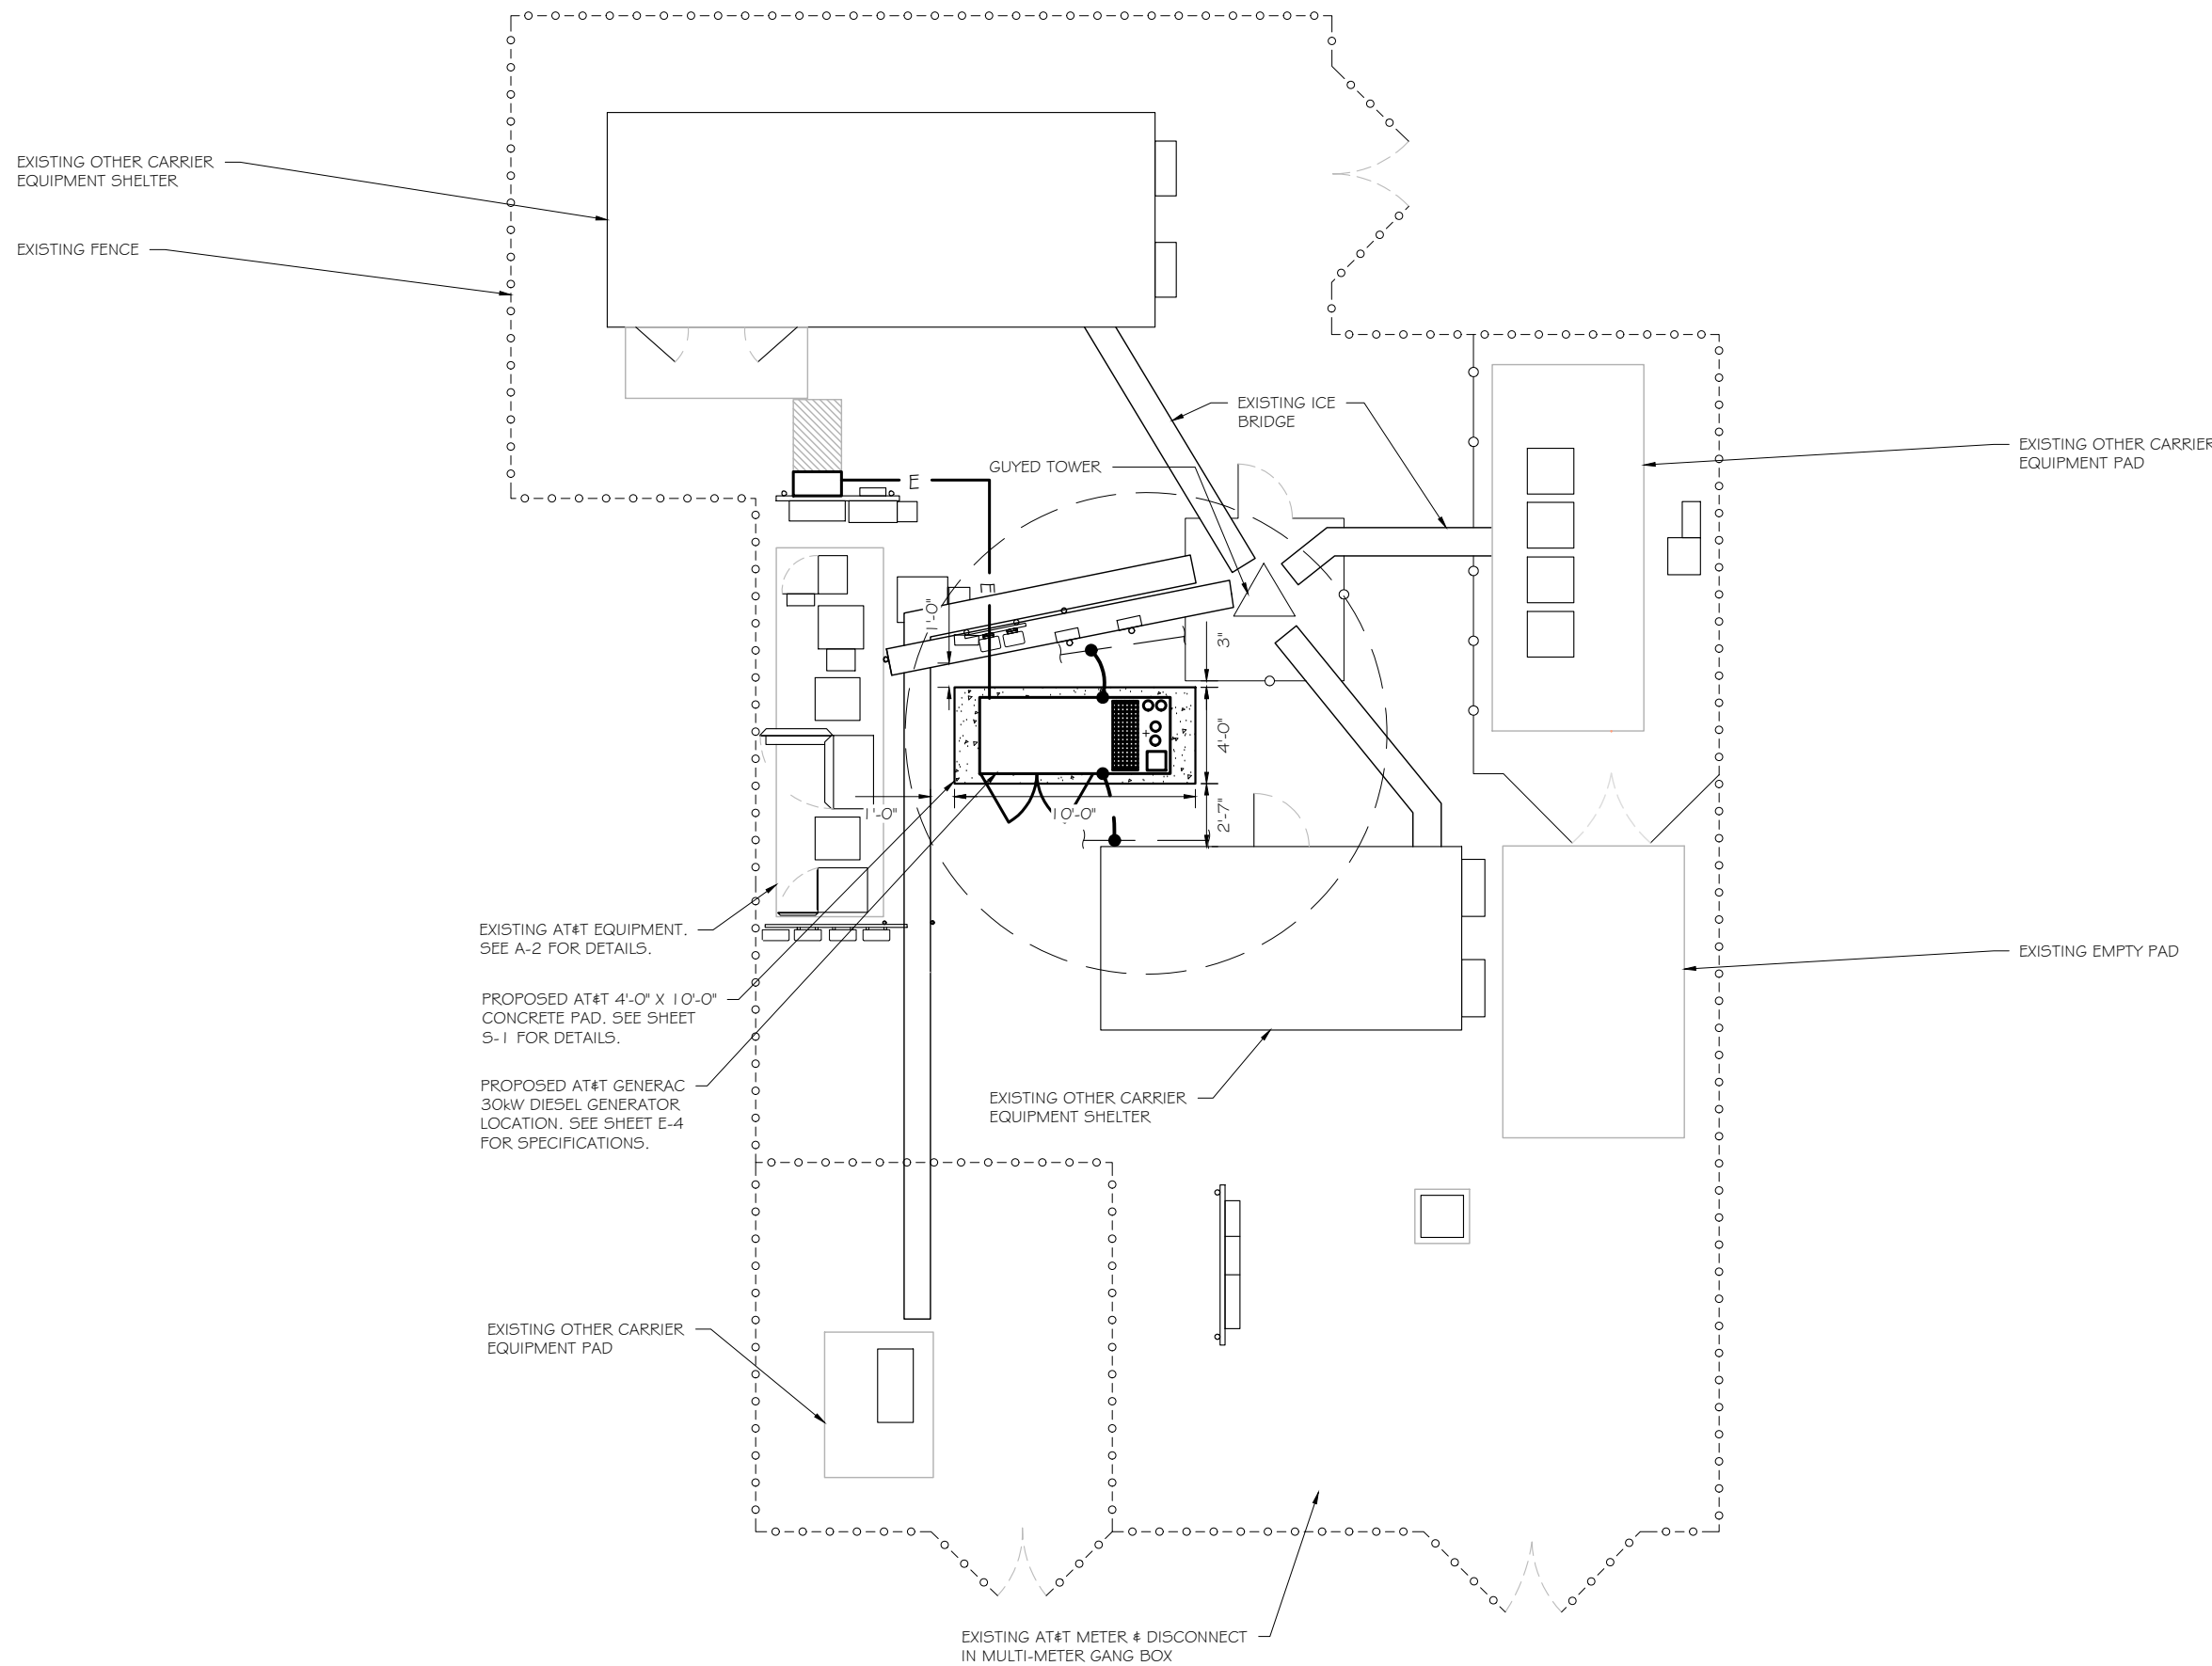 EXISTING OTHER CARRIER
EQUIPMENT SHELTER
EXISTING FENCE
EXISTING ICE
BRIDGE
GUYED TOWER
EXISTING OTHER CARRIER
EQUIPMENT PAD
E
E
1'-0"
3"
4'-0"
1'-0"
10'-0"
2'-7"
EXISTING AT&T EQUIPMENT.
SEE A-2 FOR DETAILS.
PROPOSED AT&T 4'-0" X 10'-0"
CONCRETE PAD. SEE SHEET
S-1 FOR DETAILS.
PROPOSED AT&T GENERAC
30kW DIESEL GENERATOR
LOCATION. SEE SHEET E-4
FOR SPECIFICATIONS.
EXISTING EMPTY PAD
EXISTING OTHER CARRIER
EQUIPMENT SHELTER
EXISTING OTHER CARRIER
EQUIPMENT PAD
EXISTING AT&T METER & DISCONNECT
IN MULTI-METER GANG BOX